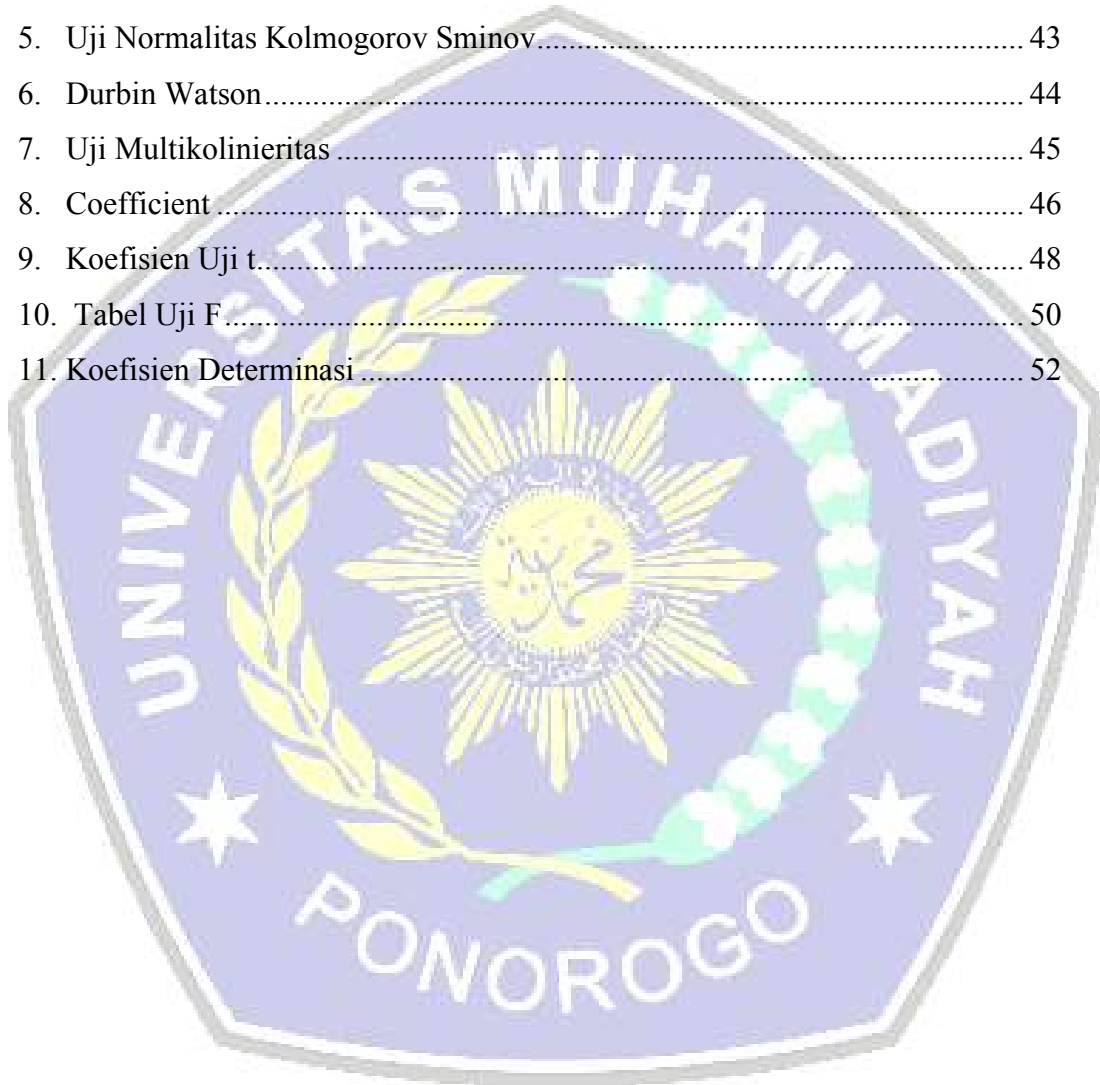 5. Uji Normalitas Kolmogorov Sminov........................................................ 43
6. Durbin Watson........................................................................................ 44
7. Uji Multikolinieritas ................................................................................ 45
8. Coefficient .............................................................................................. 46
9. Koefisien Uji t......................................................................................... 48
10. Tabel Uji F............................................................................................ 50
11. Koefisien Determinasi ........................................................................... 52
UNIVERSITAS MUHAMMADIYAH
PONOROGO